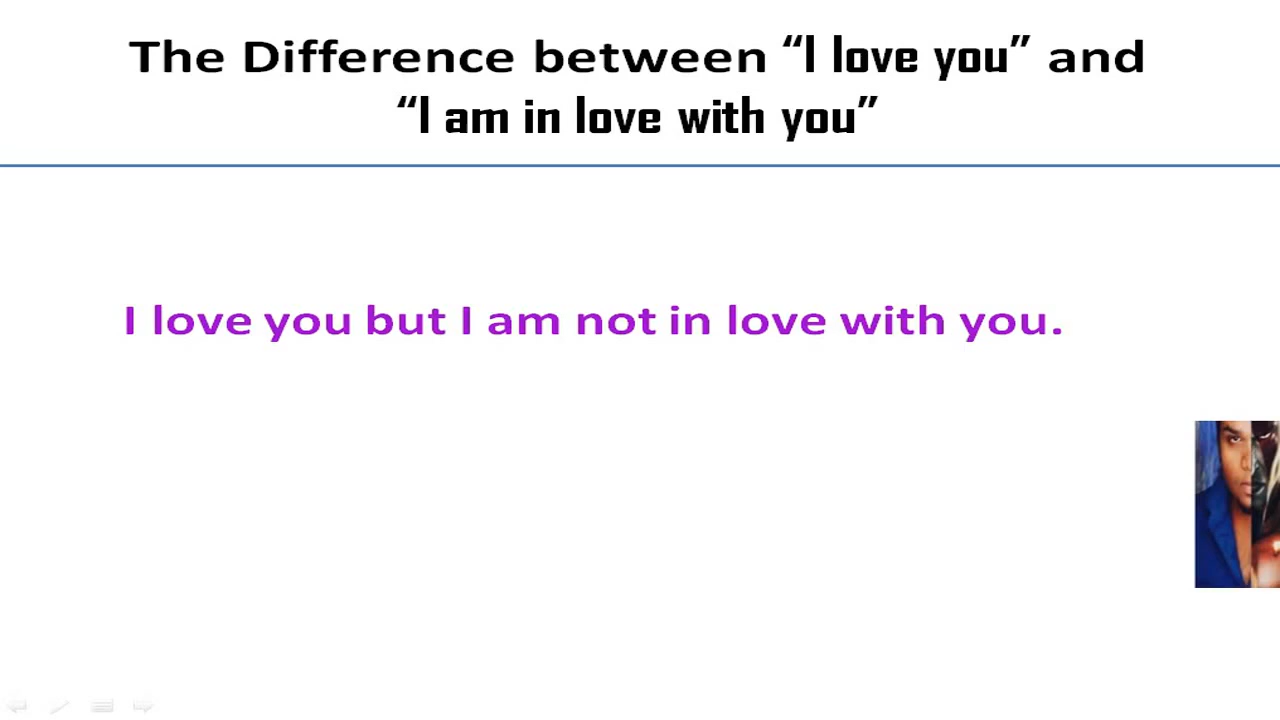 The Difference between “I love you” and
“I am in love with you”
I love you but I am not in love with you.